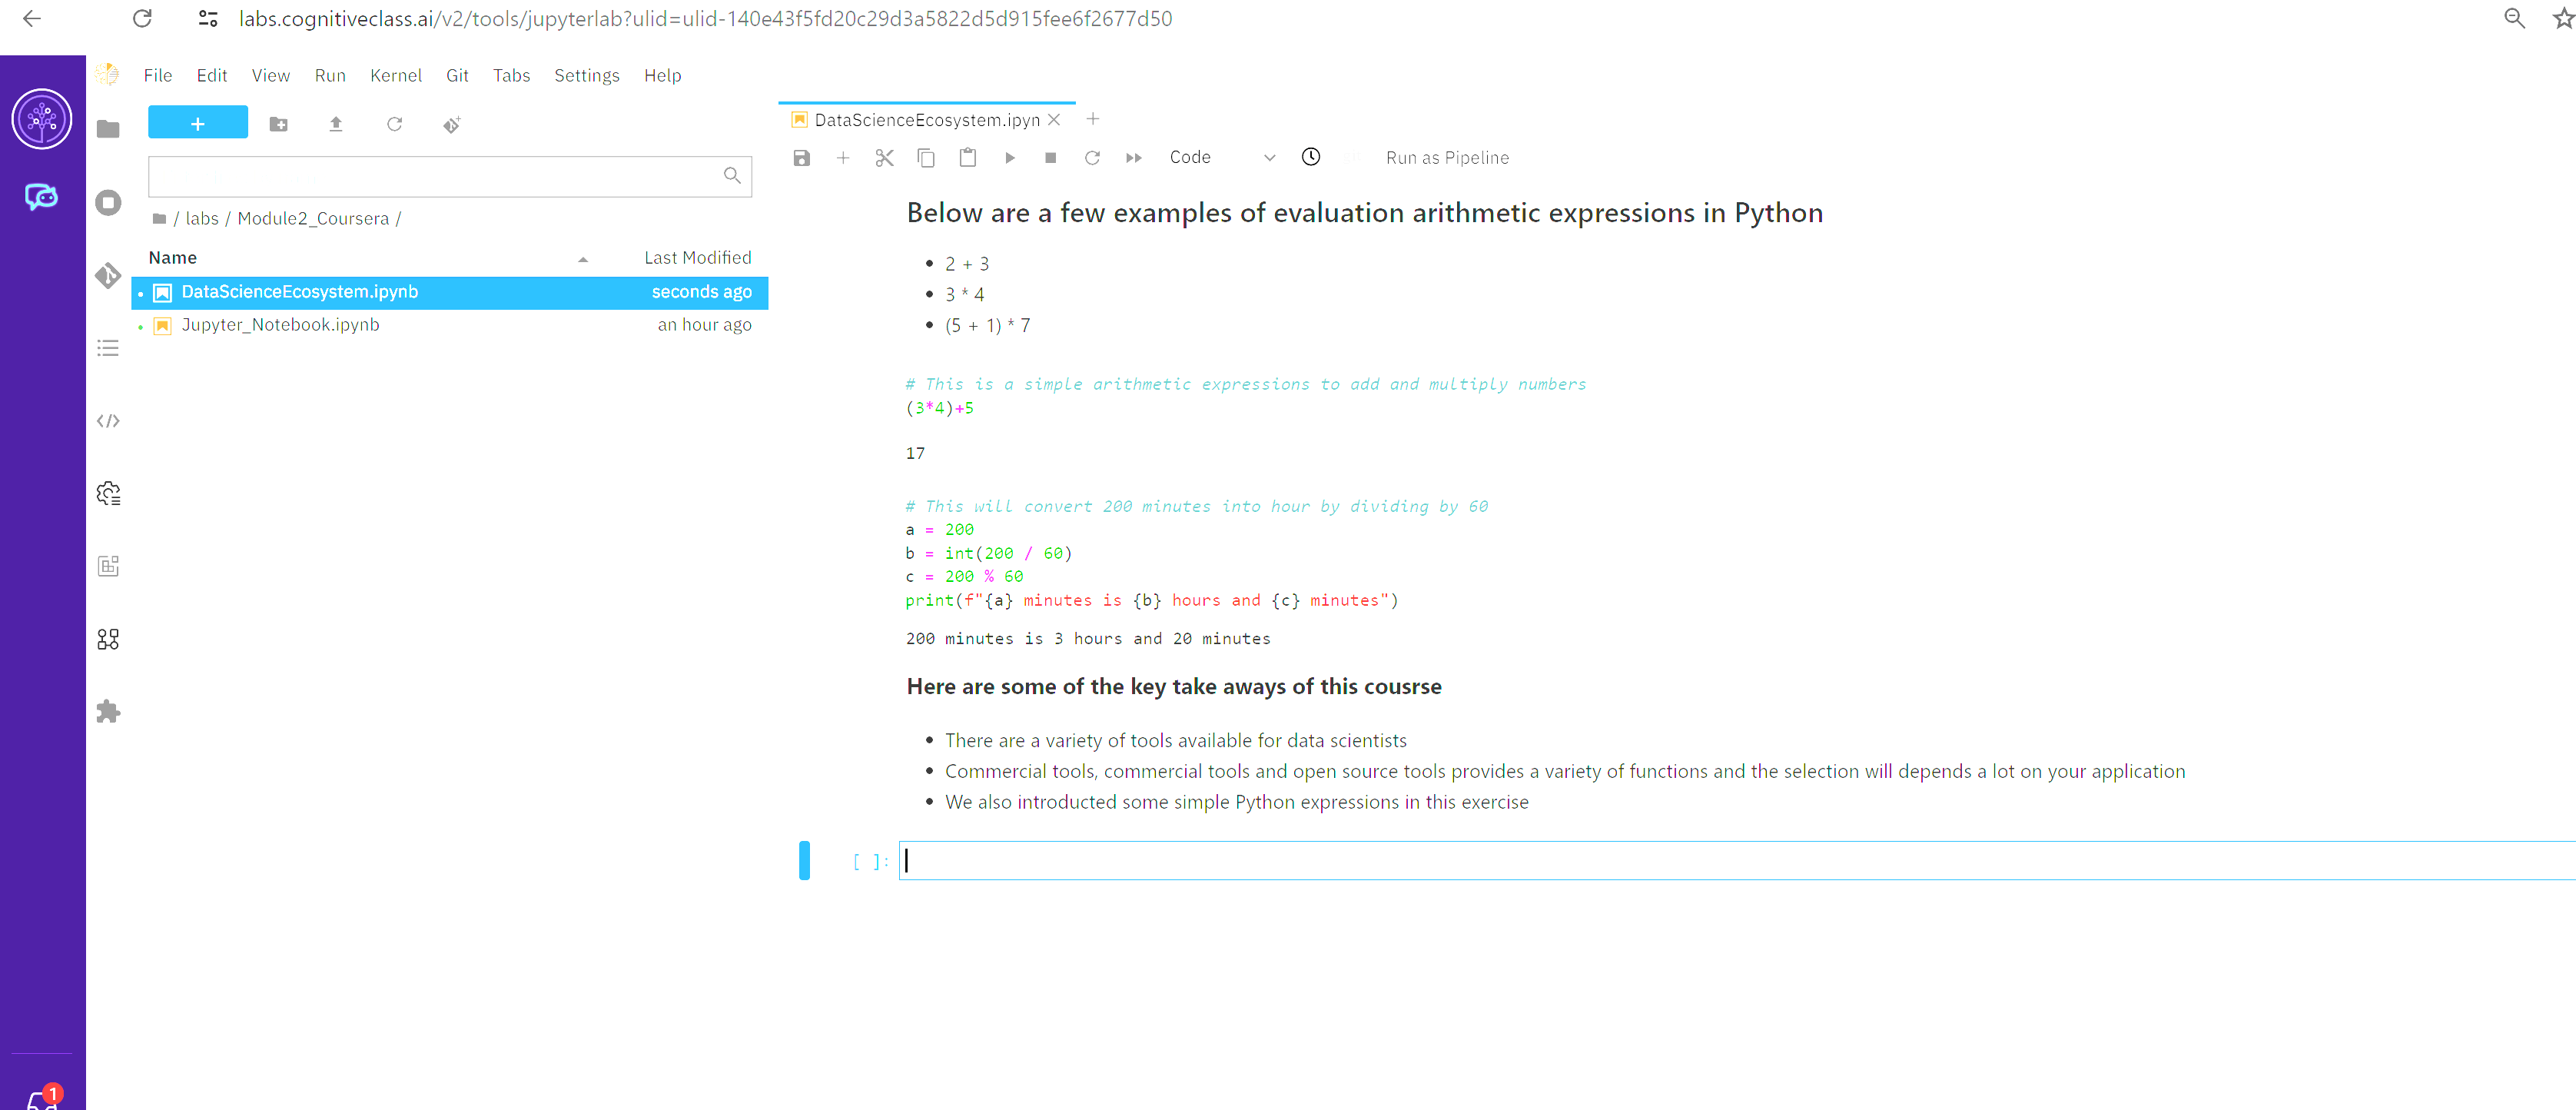 labs.cognitiveclass.ai/v2/tools/jupyterlab?ulid=ulid-140e43f5fd20c29d3a5822d5d915fee6f2677d50
File Edit View Run Kernel Git Tabs Settings Help
+
DataScienceEcosystem.ipyn
Code
Run as Pipeline
/ labs / Module2_Coursera /
Name Last Modified
DataScienceEcosystem.ipynb seconds ago
Jupyter_Notebook.ipynb an hour ago
Below are a few examples of evaluation arithmetic expressions in Python
• 2 + 3
• 3 * 4
• (5 + 1) * 7
# This is a simple arithmetic expressions to add and multiply numbers
(3*4)+5
17
# This will convert 200 minutes into hour by dividing by 60
a = 200
b = int(200 / 60)
c = 200 % 60
print(f"{a} minutes is {b} hours and {c} minutes")
200 minutes is 3 hours and 20 minutes
Here are some of the key take aways of this cousrse
• There are a variety of tools available for data scientists
• Commercial tools, commercial tools and open source tools provides a variety of functions and the selection will depends a lot on your application
• We also introducted some simple Python expressions in this exercise
[ ]:
1